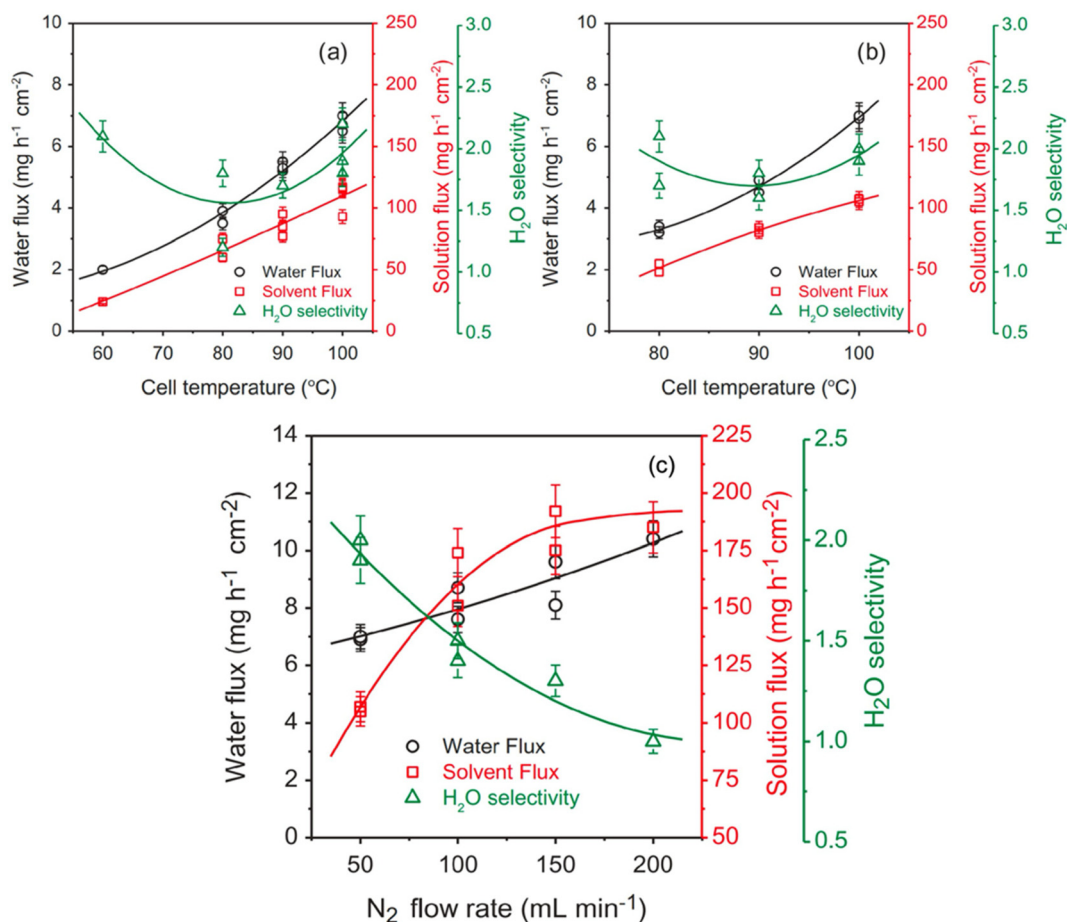 (a)
Water flux (mg h⁻¹ cm⁻²)
10
8
6
4
2
0
60 70 80 90 100
Cell temperature (°C)
Water Flux
Solvent Flux
H₂O selectivity
250
200
150
100
50
0
Solution flux (mg h⁻¹ cm⁻²)
3.0
2.5
2.0
1.5
1.0
0.5
H₂O selectivity
(b)
Water flux (mg h⁻¹ cm⁻²)
10
8
6
4
2
0
80 90 100
Cell temperature (°C)
Water Flux
Solvent Flux
H₂O selectivity
250
200
150
100
50
0
Solution flux (mg h⁻¹ cm⁻²)
3.0
2.5
2.0
1.5
1.0
0.5
H₂O selectivity
(c)
Water flux (mg h⁻¹ cm⁻²)
14
12
10
8
6
4
2
0
50 100 150 200
N₂ flow rate (mL min⁻¹)
Water Flux
Solvent Flux
H₂O selectivity
225
200
175
150
125
100
75
50
Solution flux (mg h⁻¹ cm⁻²)
2.5
2.0
1.5
1.0
0.5
H₂O selectivity